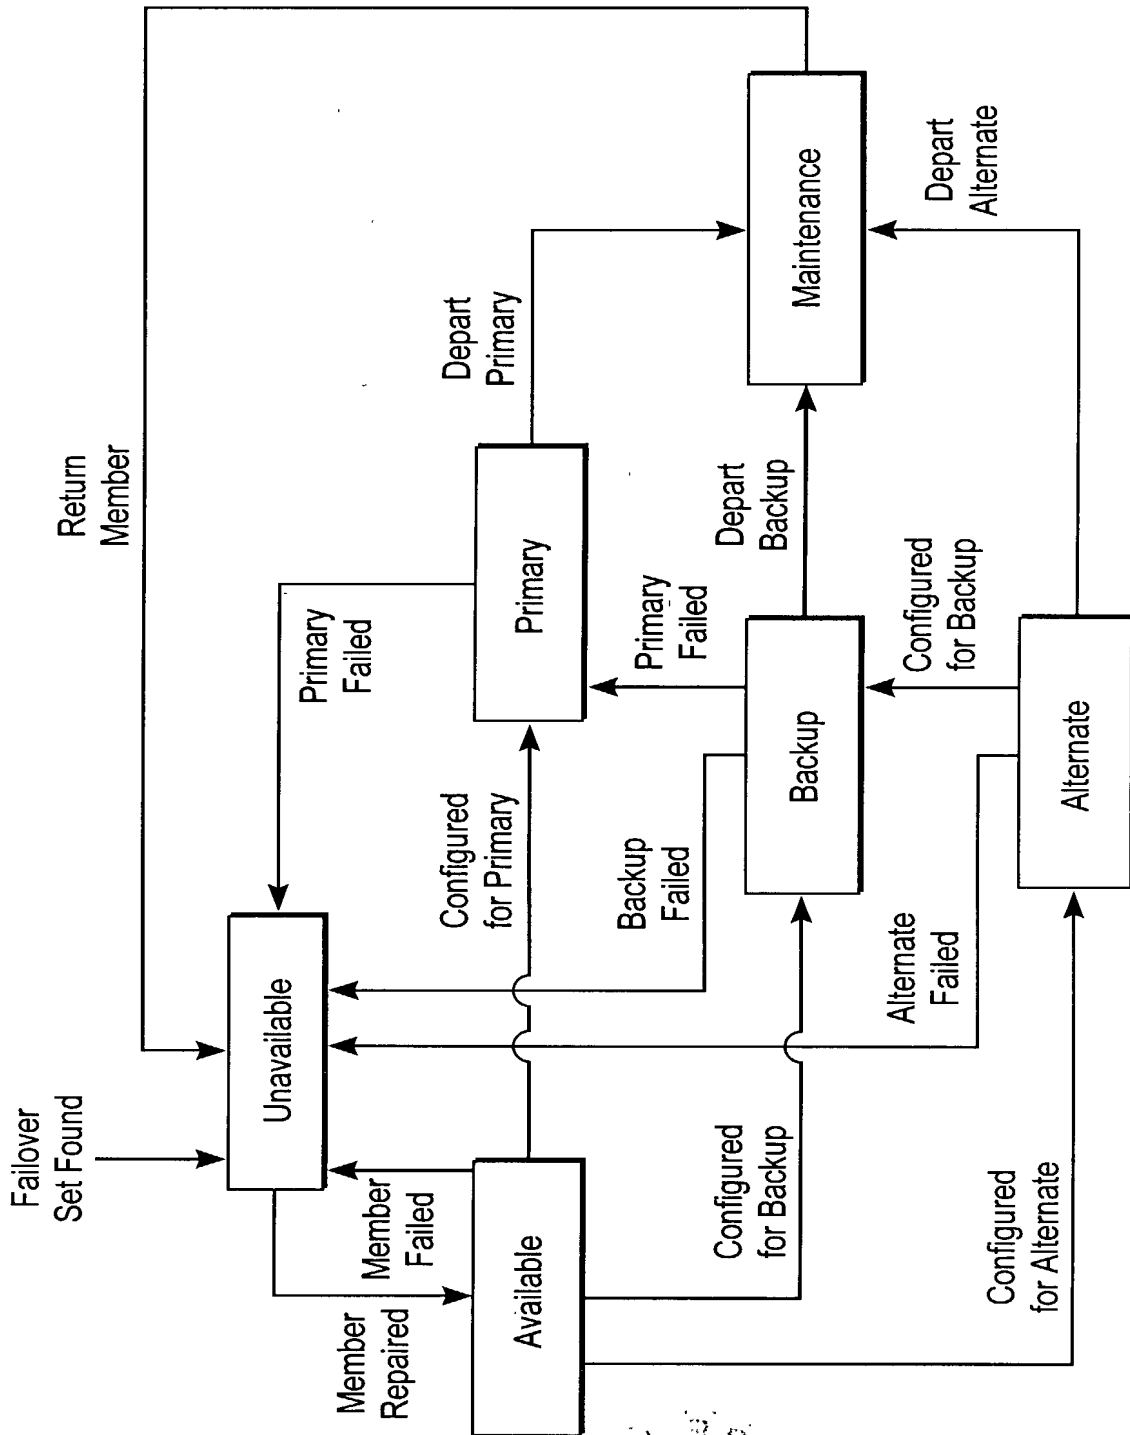 Failover
Set Found
Return
Member
Unavailable
Member
Repaired
Member
Failed
Available
Primary
Failed
Configured
for Primary
Primary
Depart
Primary
Backup
Failed
Primary
Failed
Configured
for Backup
Backup
Depart
Backup
Maintenance
Alternate
Failed
Configured
for Backup
Configured
for Alternate
Alternate
Depart
Alternate